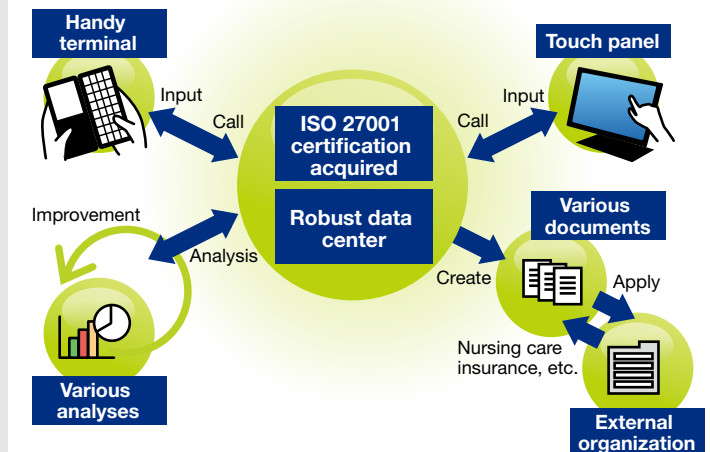 Handy
terminal
Touch panel
Input
Call
Input
Call
ISO 27001
certification
acquired
Robust data
center
Improvement
Analysis
Various
documents
Create
Apply
Nursing care
insurance, etc.
Various
analyses
External
organization